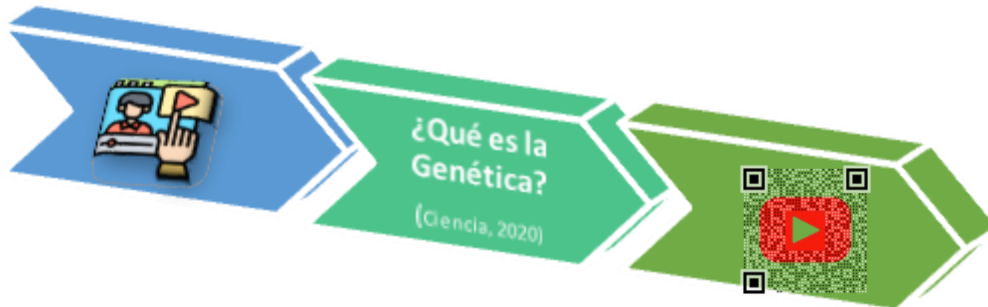 ¿Qué es la
Genética?
(Ciencia, 2020)